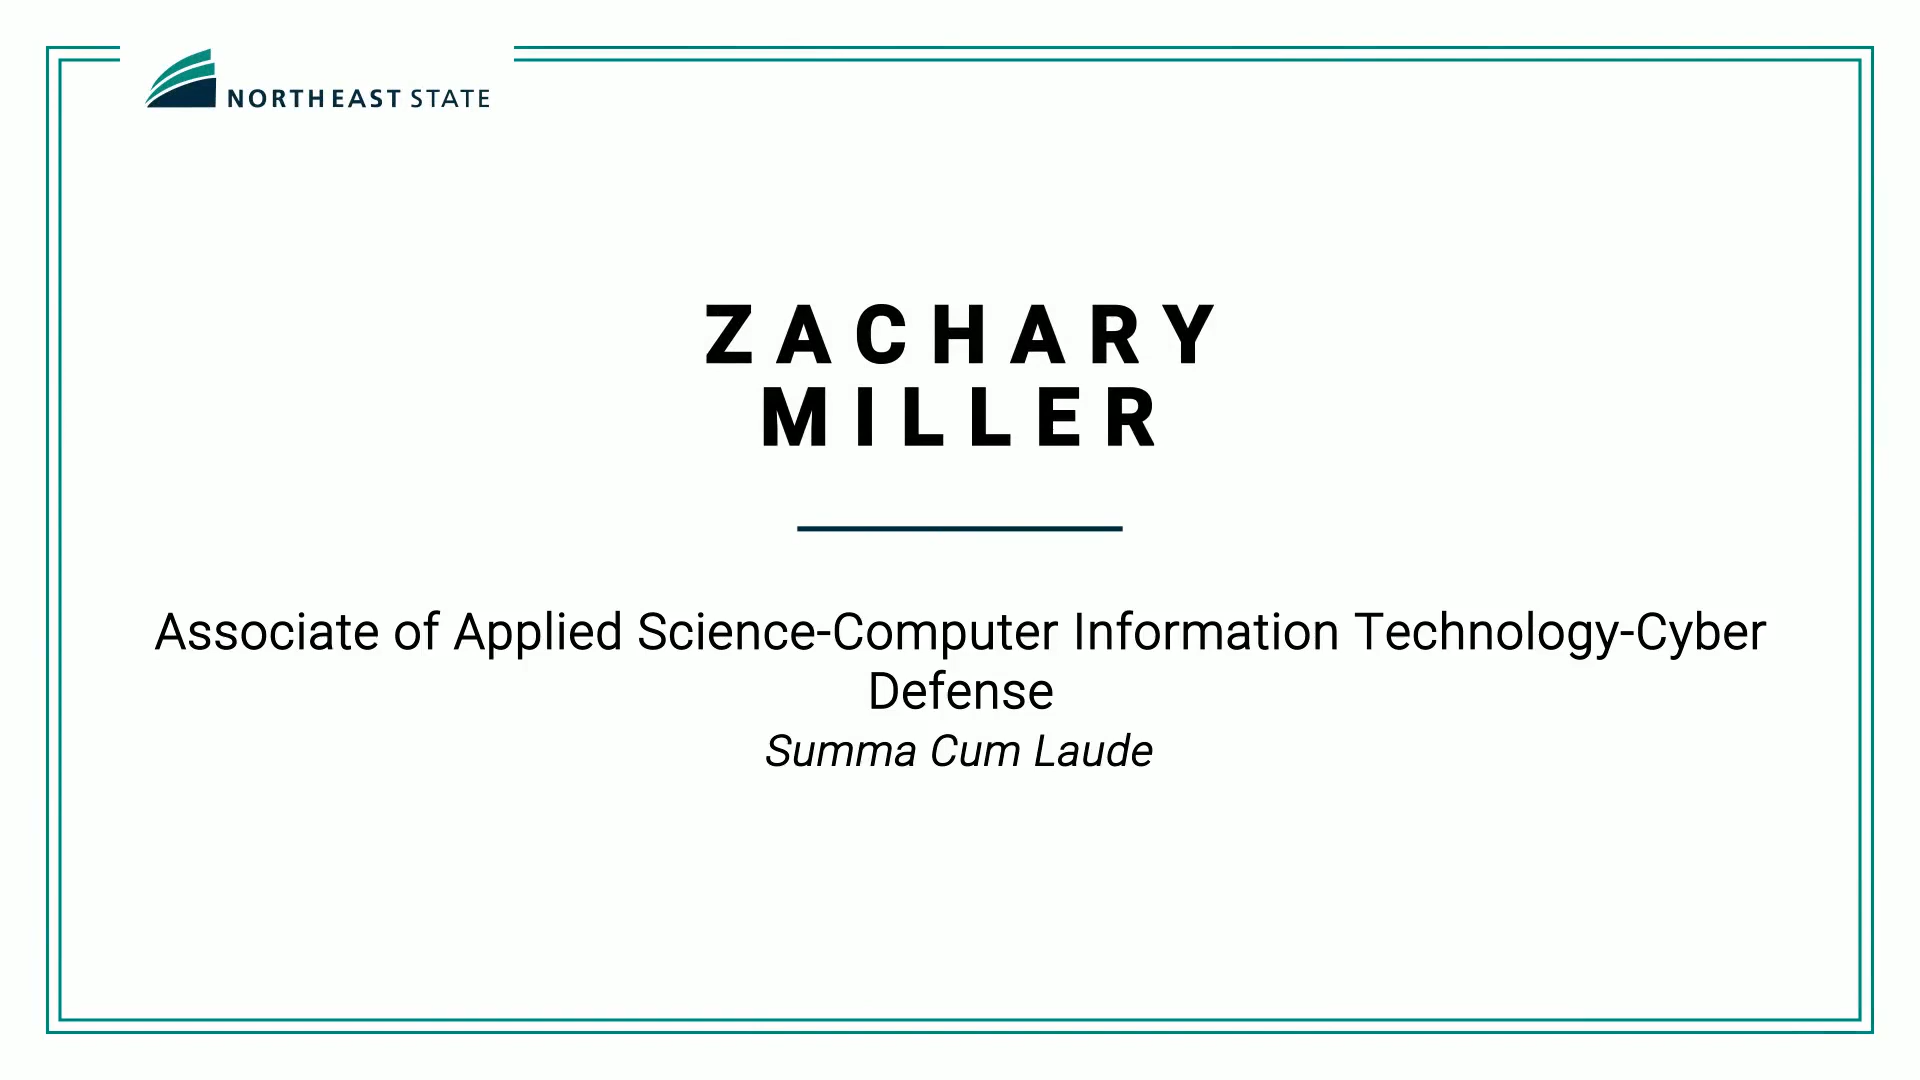 NORTHEAST STATE
ZACHARY
MILLER
Associate of Applied Science-Computer Information Technology-Cyber
Defense
Summa Cum Laude